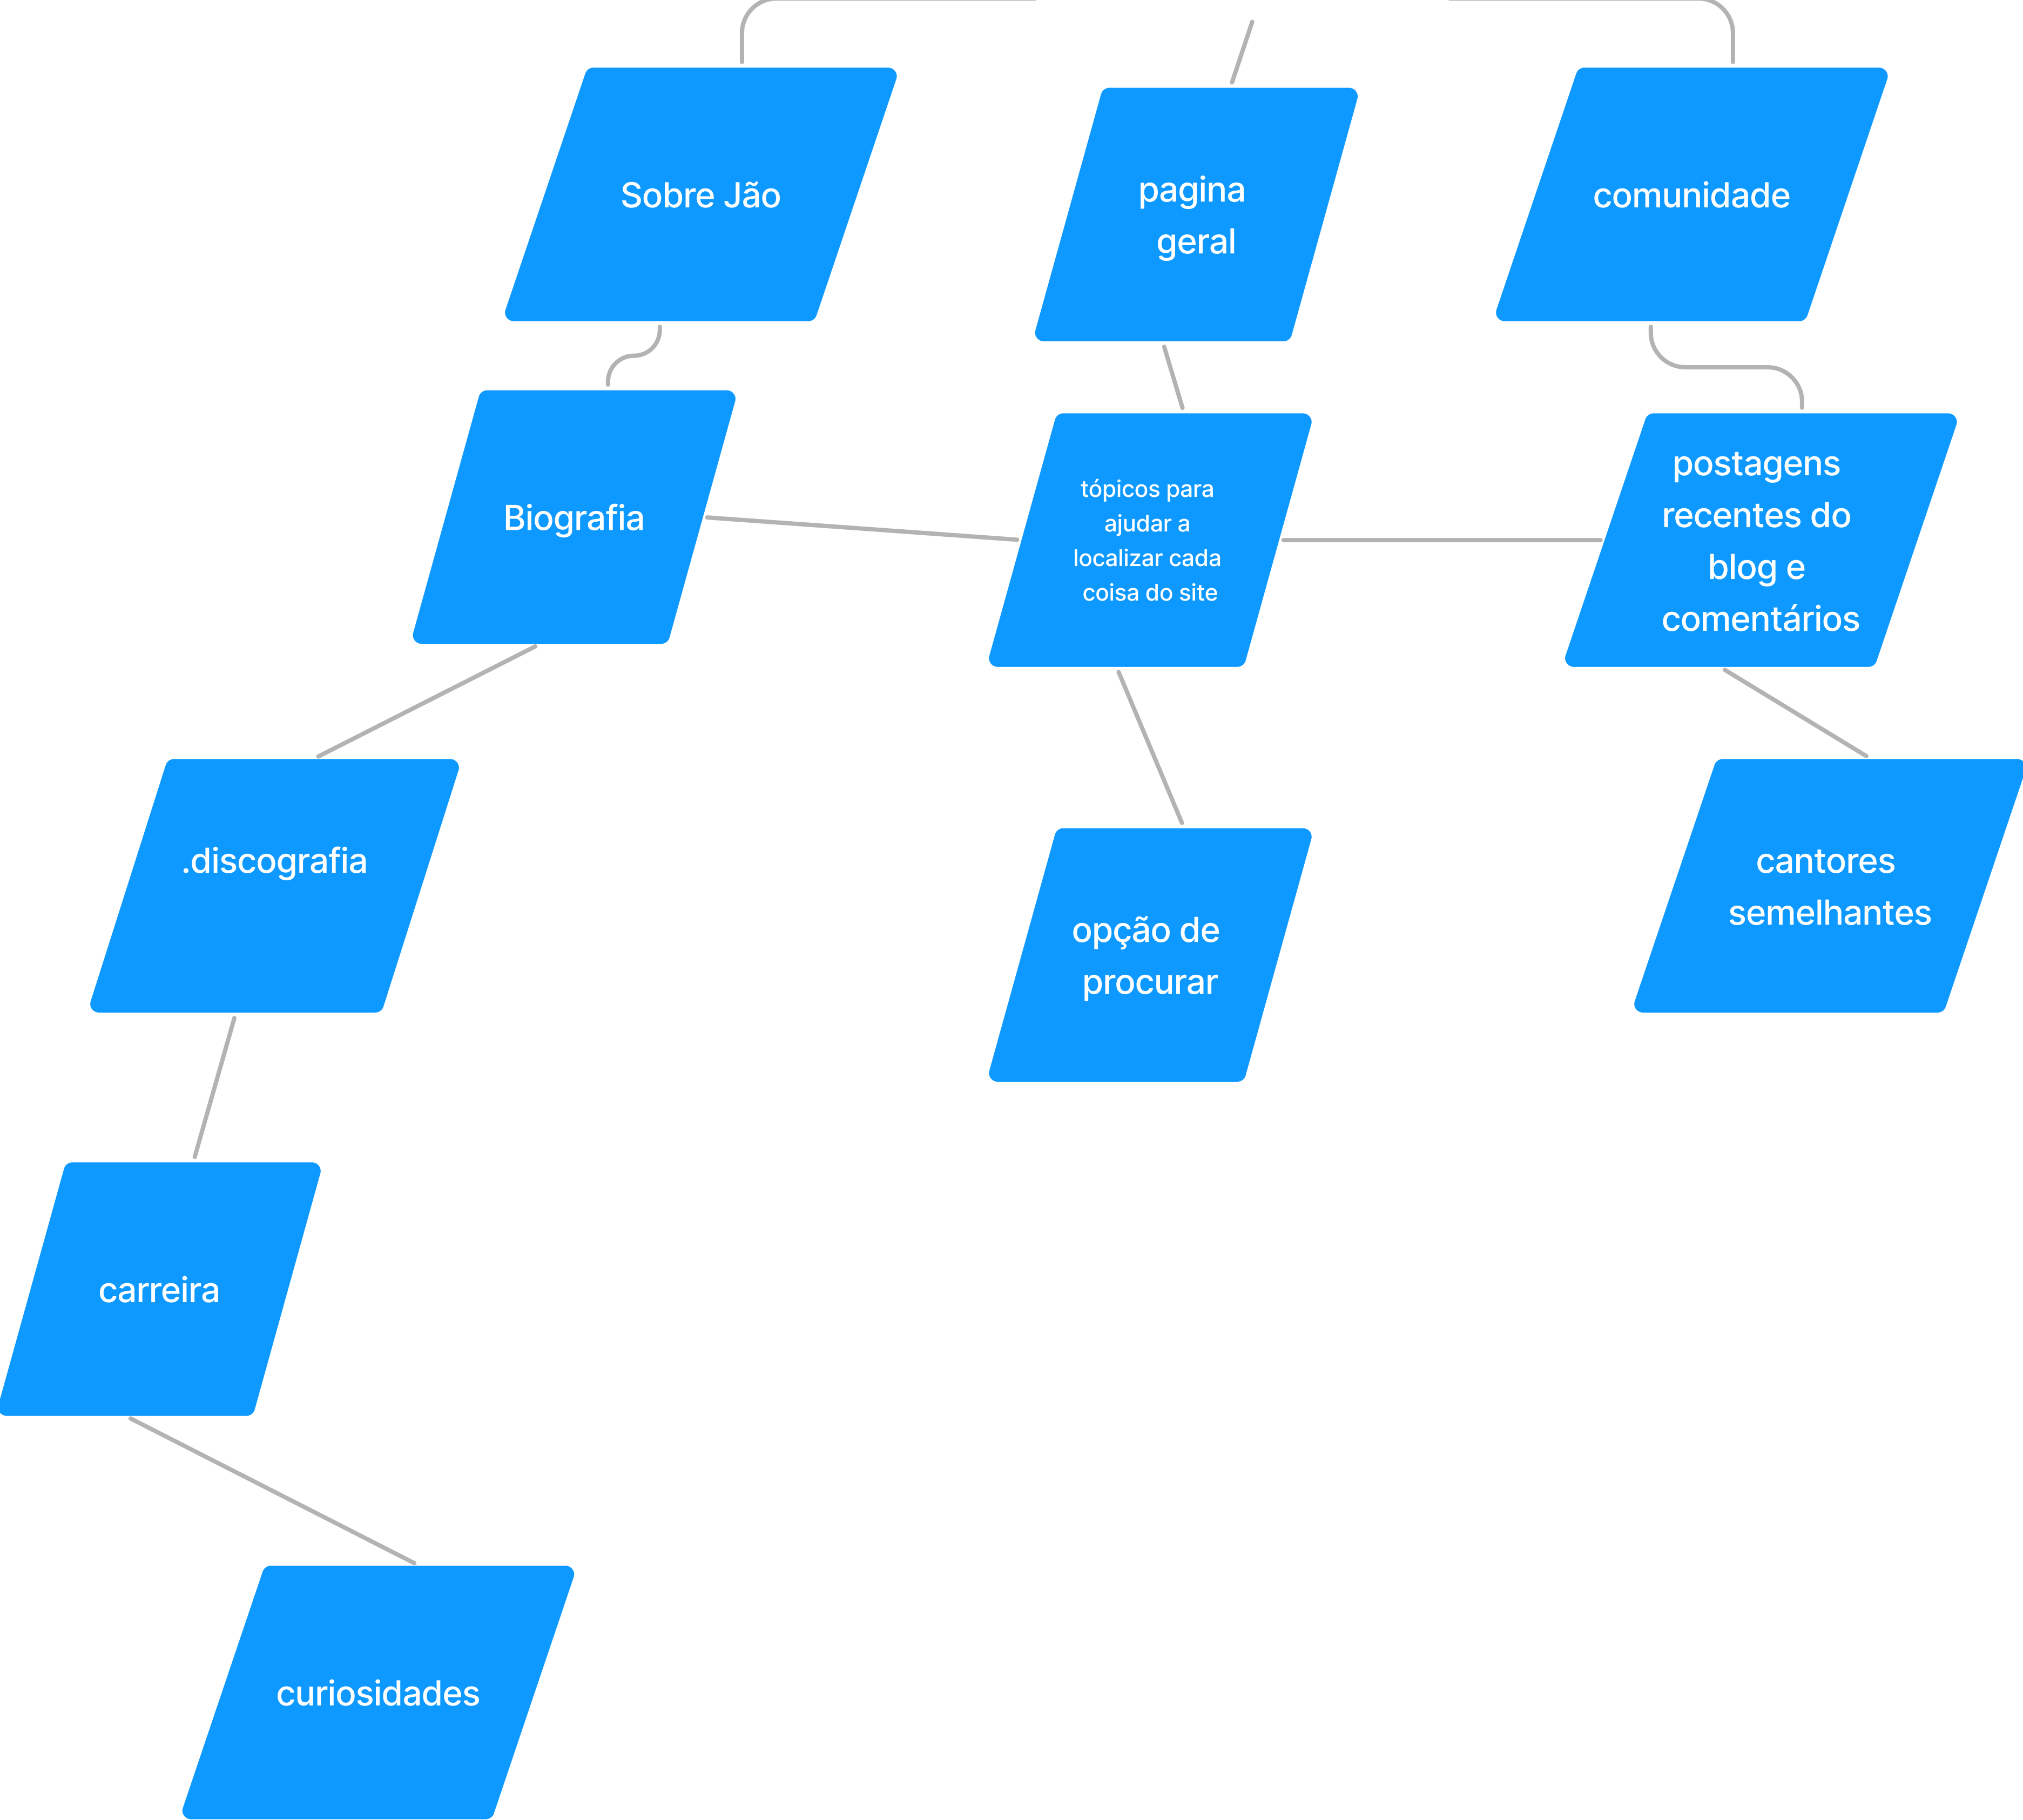 Sobre Jão
pagina
geral
comunidade
Biografia
tópicos para
ajudar a
localizar cada
coisa do site
postagens
recentes do
blog e
comentários
.discografia
opção de
procurar
cantores
semelhantes
carreira
curiosidades